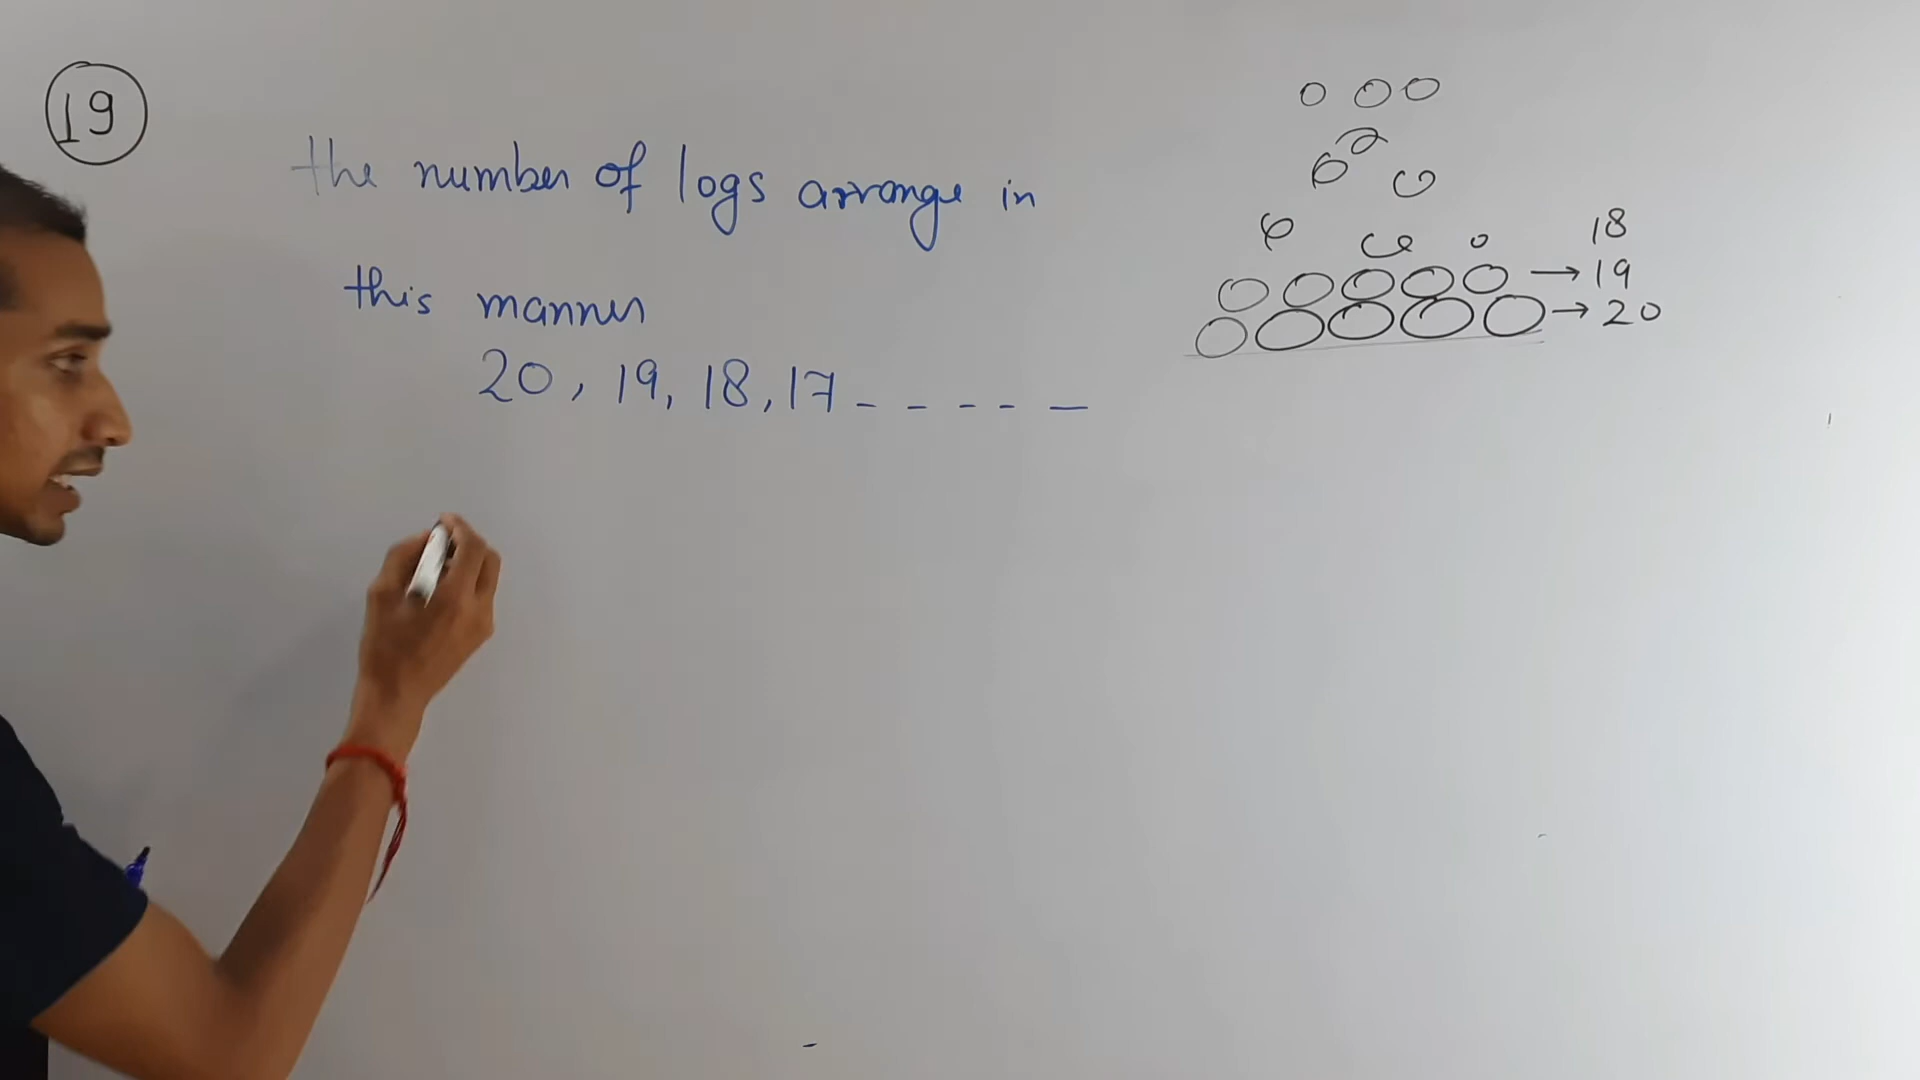 19
the number of logs arrange in
this manner
20, 19, 18, 17 - - - - -
18
→ 19
→ 20